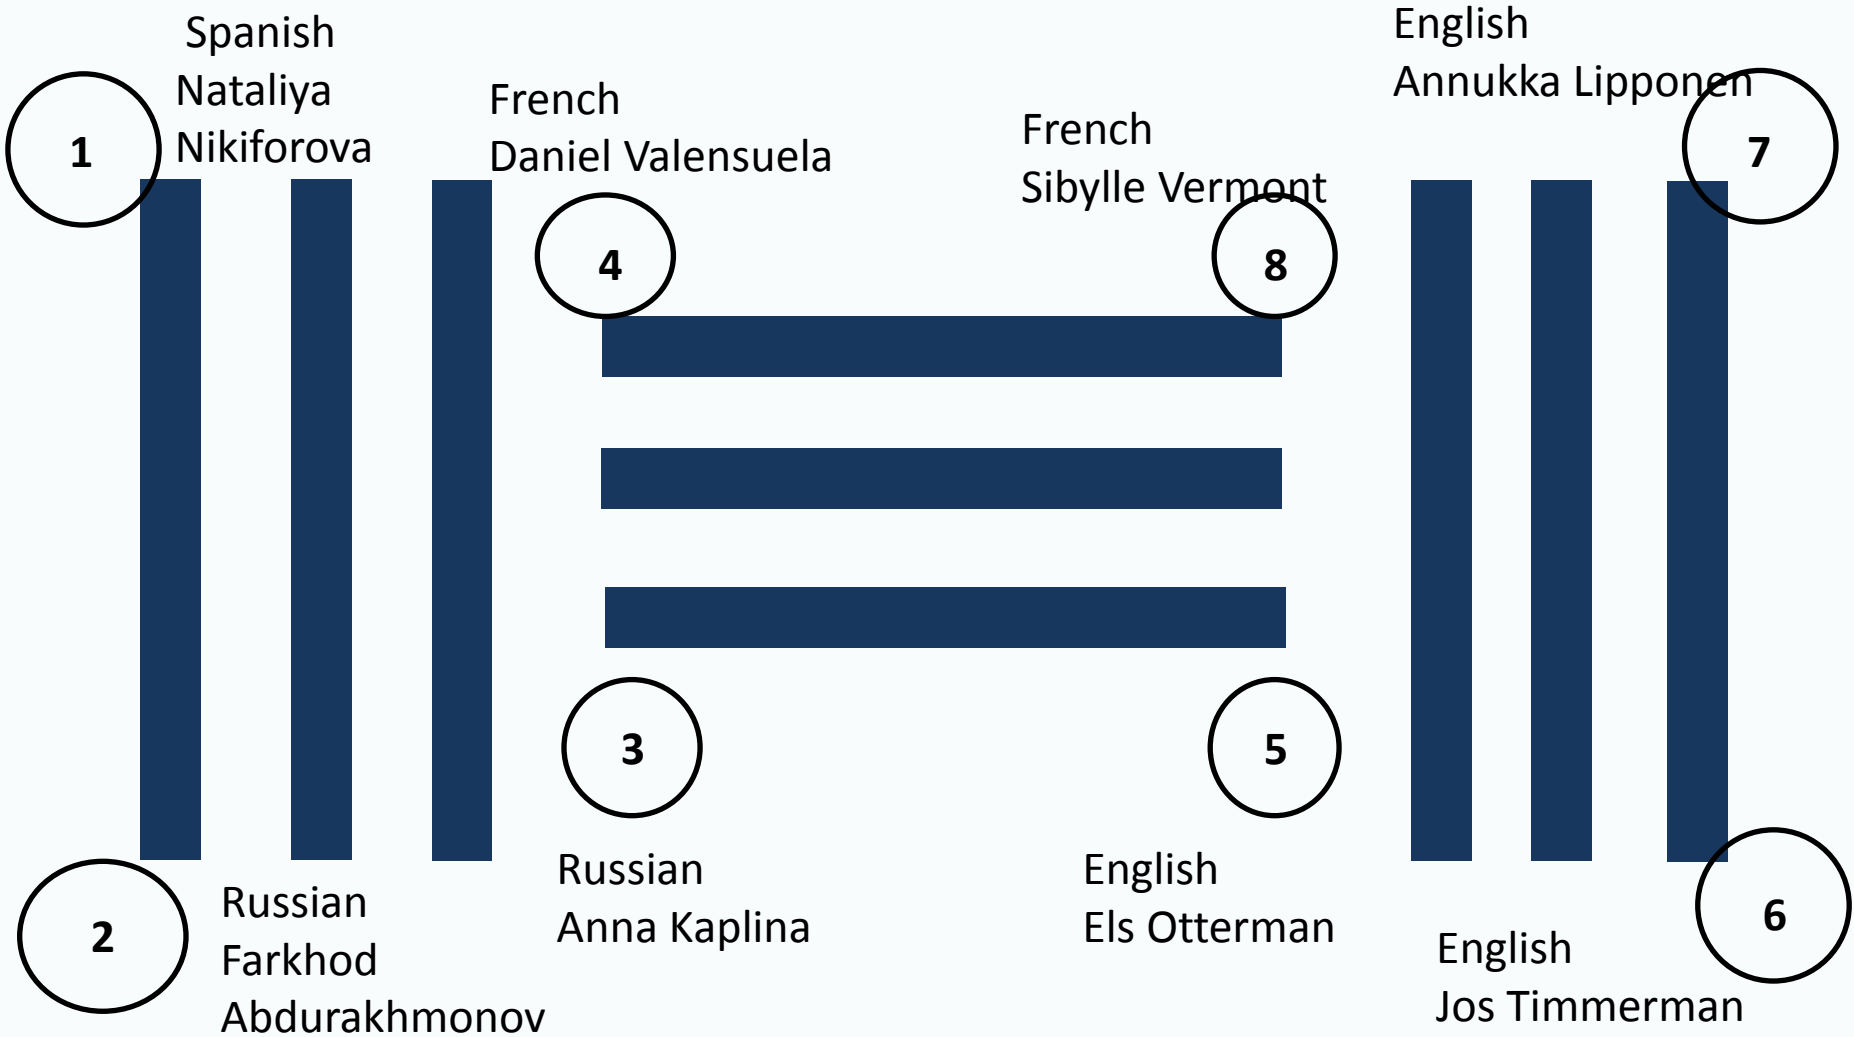 Spanish
Nataliya
Nikiforova
1
French
Daniel Valensuela
4
French
Sibylle Vermont
8
English
Annukka Lipponen
7
2
Russian
Farkhod
Abdurakhmonov
3
Russian
Anna Kaplina
5
English
Els Otterman
6
English
Jos Timmerman